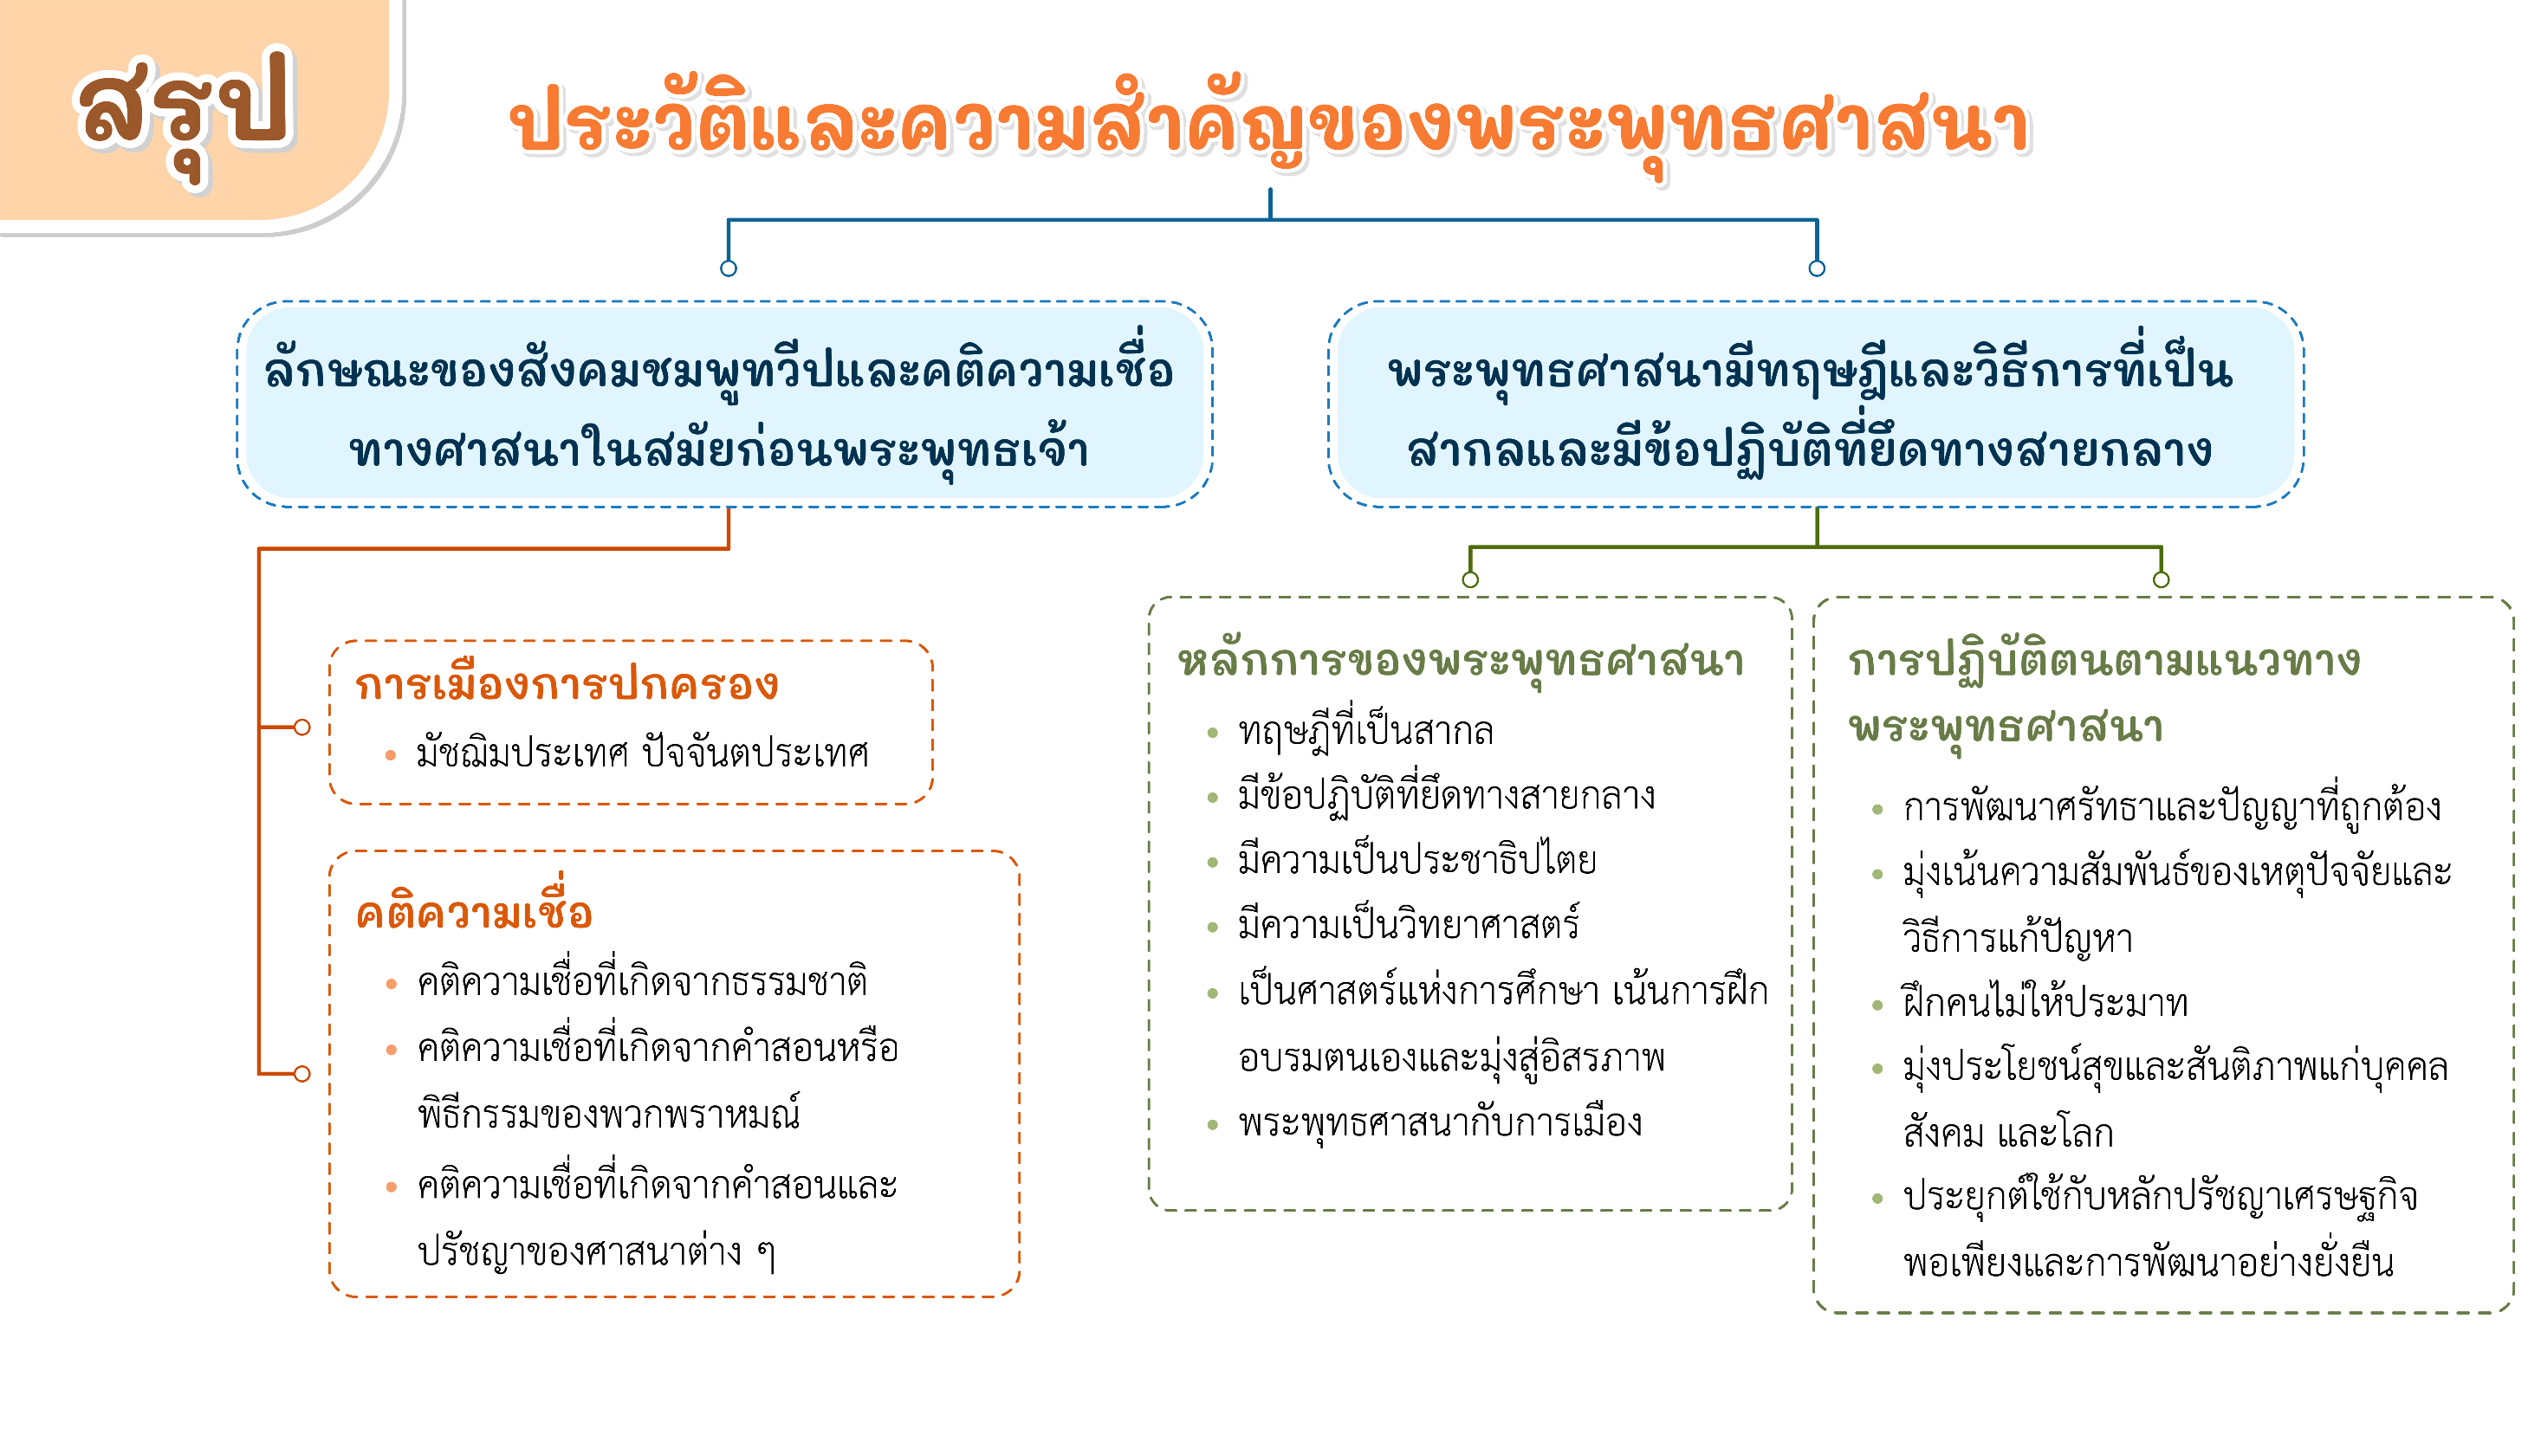 สรุป
ประวัติและความสำคัญของพระพุทธศาสนา
ลักษณะของสังคมชมพูทวีปและคติความเชื่อ
ทางศาสนาในสมัยก่อนพระพุทธเจ้า
การเมืองการปกครอง
มัชฌิมประเทศ ปัจจันตประเทศ
คติความเชื่อ
คติความเชื่อที่เกิดจากธรรมชาติ
คติความเชื่อที่เกิดจากคำสอนหรือ
พิธีกรรมของพวกพราหมณ์
คติความเชื่อที่เกิดจากคำสอนและ
ปรัชญาของศาสนาต่าง ๆ
พระพุทธศาสนามีทฤษฎีและวิธีการที่เป็น
สากลและมีข้อปฏิบัติที่ยึดทางสายกลาง
หลักการของพระพุทธศาสนา
ทฤษฎีที่เป็นสากล
มีข้อปฏิบัติที่ยึดทางสายกลาง
มีความเป็นประชาธิปไตย
มีความเป็นวิทยาศาสตร์
เป็นศาสตร์แห่งการศึกษา เน้นการฝึก
อบรมตนเองและมุ่งสู่อิสรภาพ
พระพุทธศาสนากับการเมือง
การปฏิบัติตนตามแนวทาง
พระพุทธศาสนา
การพัฒนาศรัทธาและปัญญาที่ถูกต้อง
มุ่งเน้นความสัมพันธ์ของเหตุปัจจัยและ
วิธีการแก้ปัญหา
ฝึกคนไม่ให้ประมาท
มุ่งประโยชน์สุขและสันติภาพแก่บุคคล
สังคม และโลก
ประยุกต์ใช้กับหลักปรัชญาเศรษฐกิจ
พอเพียงและการพัฒนาอย่างยั่งยืน